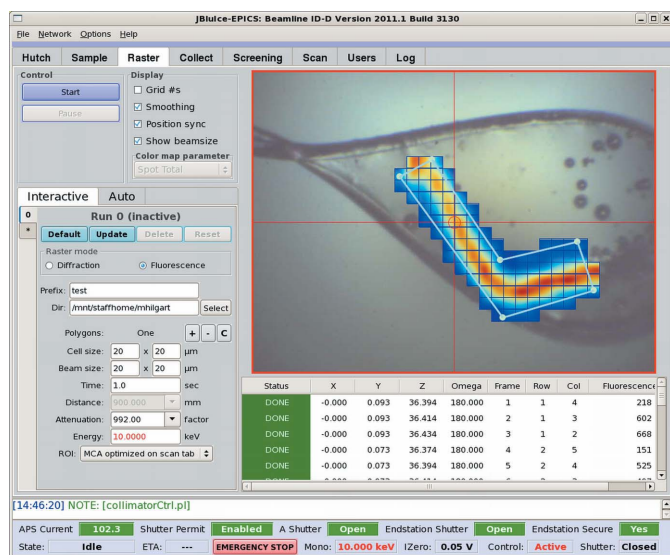 JBluIce-EPICS: Beamline ID-D Version 2011.1 Build 3130
File Network Options Help
Hutch Sample Raster Collect Screening Scan Users Log
Control
Start
Pause
Display
Grid #s
Smoothing
Position sync
Show beamsize
Color map parameter
Spot Total
Interactive Auto
0 Run 0 (inactive)
* Default Update Delete Reset
Raster mode
Diffraction Fluorescence
Prefix: test
Dir: /mnt/staffhome/mhilgart Select
Polygons: One + - C
Cell size: 20 x 20 µm
Beam size: 20 x 20 µm
Time: 1.0 sec
Distance: 900.000 mm
Attenuation: 992.00 factor
Energy: 10.0000 keV
ROI: MCA optimized on scan tab
Status X Y Z Omega Frame Row Col Fluorescence
DONE -0.000 0.093 36.394 180.000 1 1 4 218
DONE -0.000 0.093 36.414 180.000 2 1 3 602
DONE -0.000 0.093 36.434 180.000 3 1 2 668
DONE -0.000 0.073 36.374 180.000 4 2 5 151
DONE -0.000 0.073 36.394 180.000 5 2 4 525
[14:46:20] NOTE: [collimatorCtrl.pl]
APS Current 102.3 Shutter Permit Enabled A Shutter Open Endstation Shutter Open Endstation Secure Yes
State: Idle ETA: --- EMERGENCY STOP Mono: 10.000 keV IZero: 0.05 V Control: Active Shutter: Closed